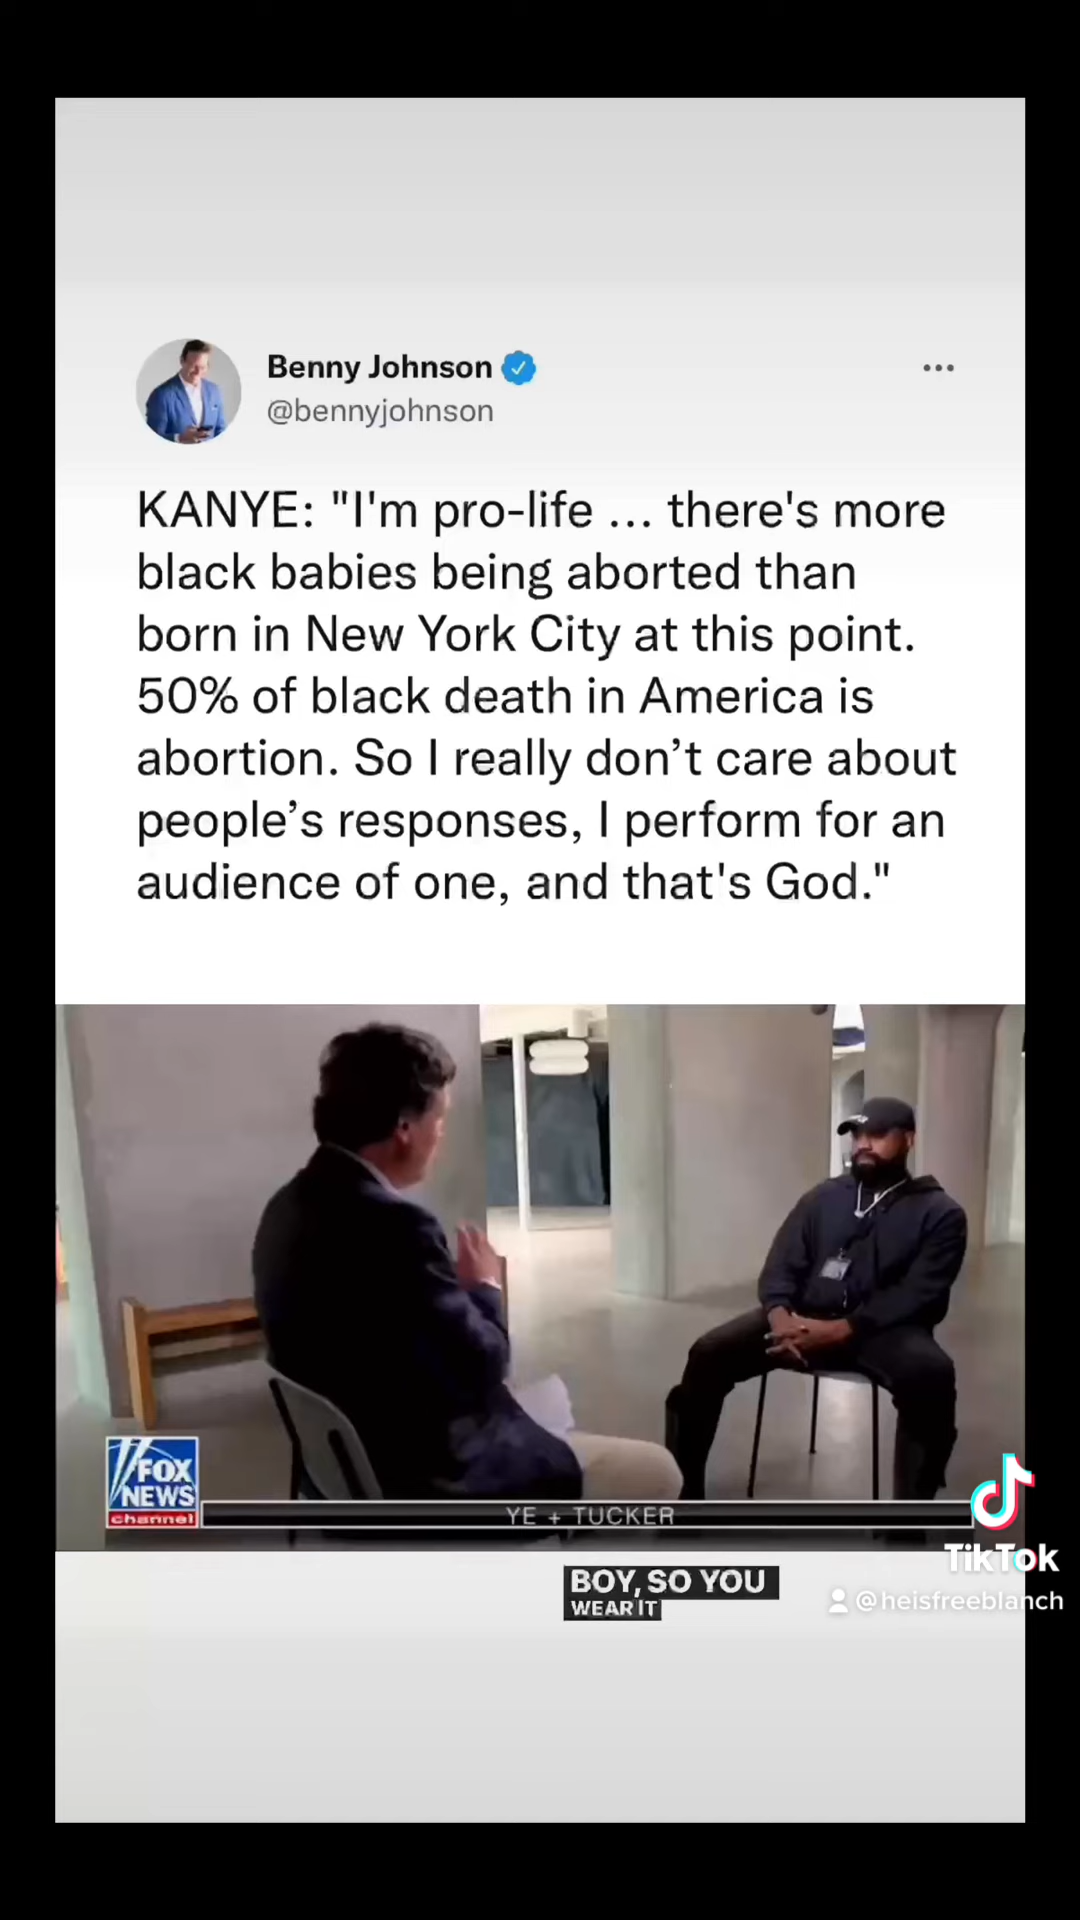 Benny Johnson
@bennyjohnson
KANYE: "I'm pro-life ... there's more
black babies being aborted than
born in New York City at this point.
50% of black death in America is
abortion. So I really don’t care about
people’s responses, I perform for an
audience of one, and that's God."
FOX
NEWS
channel
YE + TUCKER
TikTok
@heisfreeblanch
BOY, SO YOU
WEAR IT